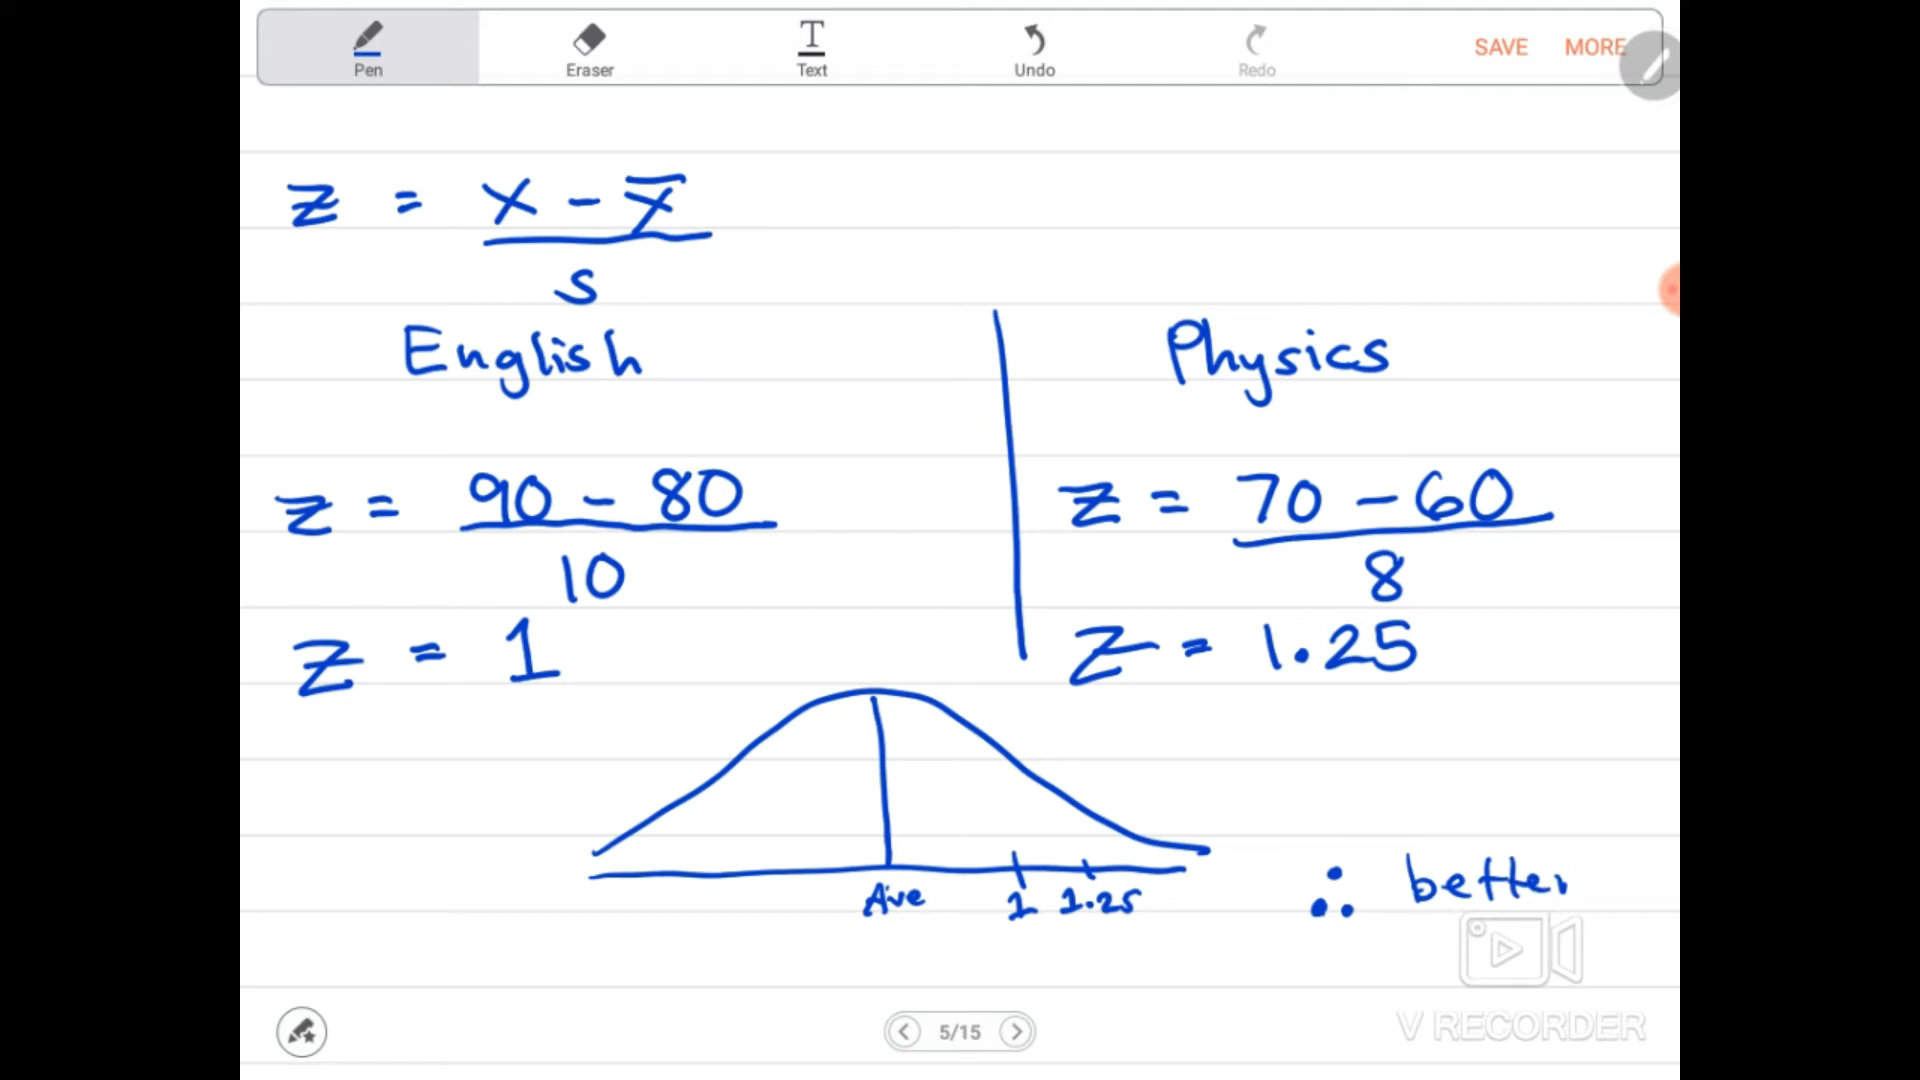 Pen Eraser Text Undo Redo SAVE MORE
z = x - x̄
s
English
Physics
z = 90 - 80
10
z = 1
z = 70 - 60
8
z = 1.25
Ave 1 1.25
∴ better
5/15
V RECORDER